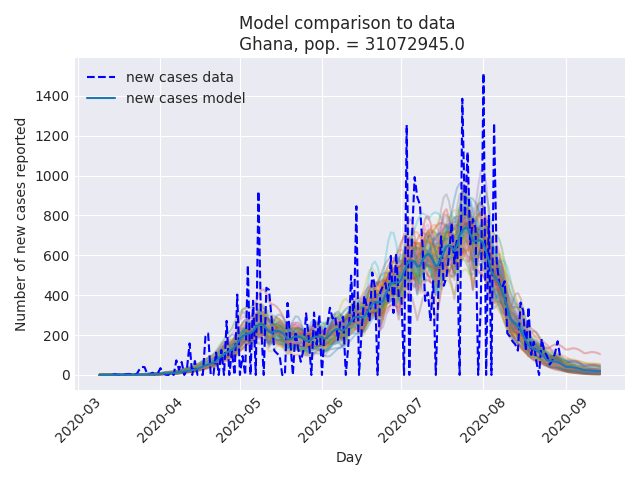 Model comparison to data
Ghana, pop. = 31072945.0
new cases data
new cases model
Number of new cases reported
1400
1200
1000
800
600
400
200
0
2020-03
2020-04
2020-05
2020-06
2020-07
2020-08
2020-09
Day